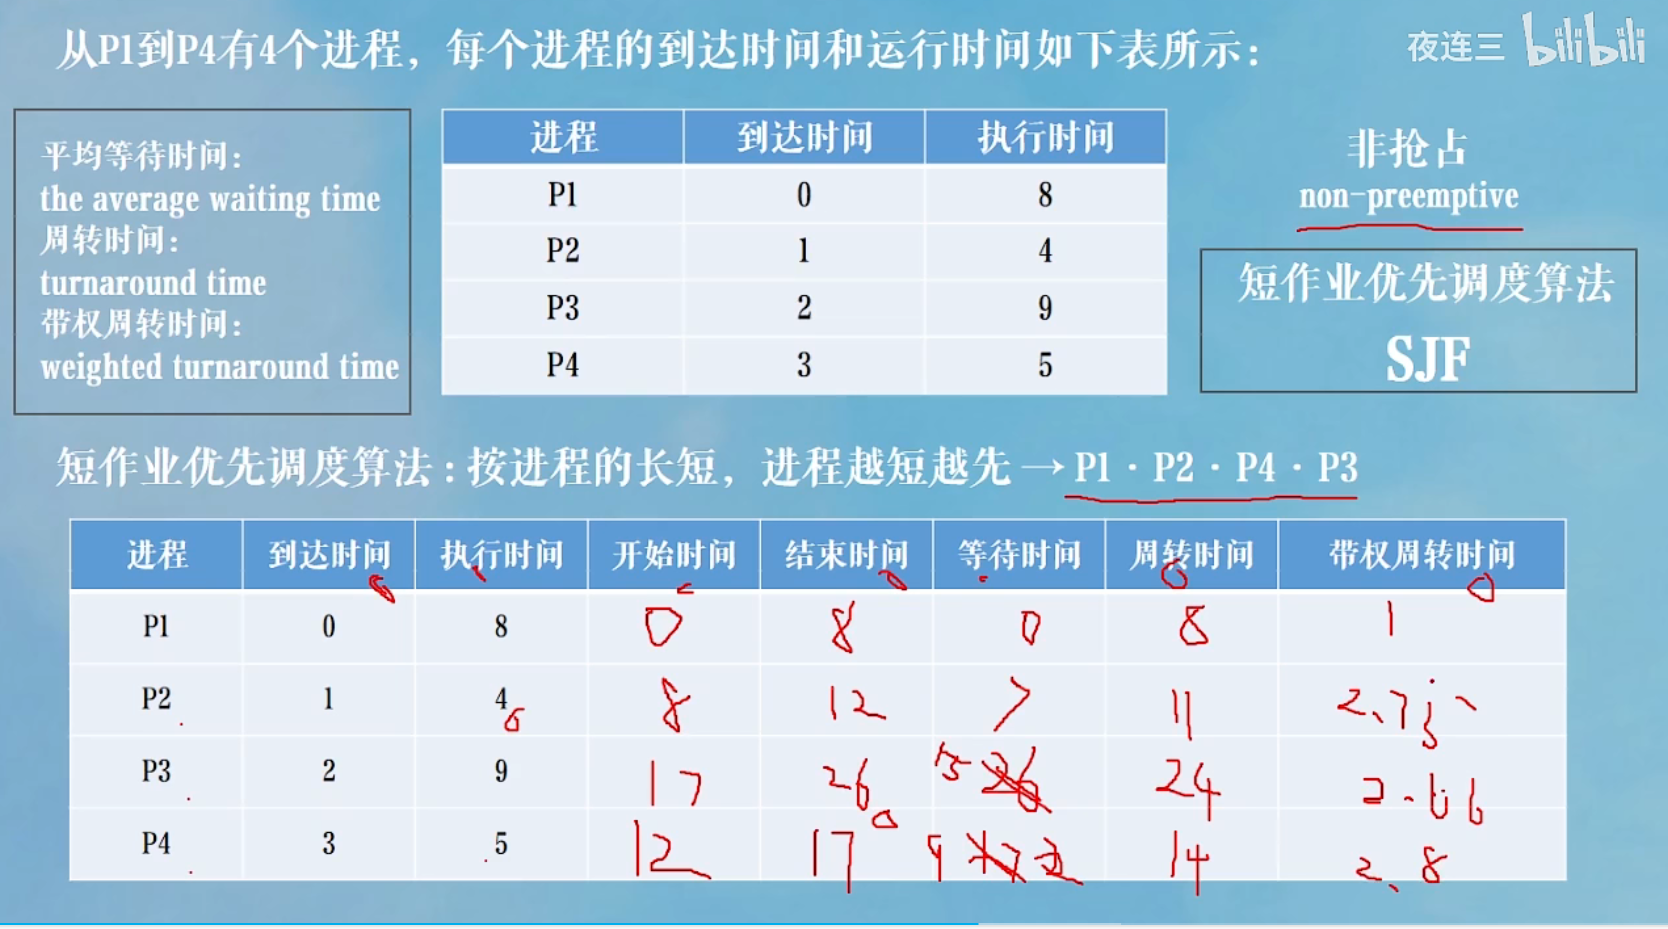 从P1到P4有4个进程，每个进程的到达时间和运行时间如下表所示：
夜连三 bilibili
平均等待时间：
the average waiting time
周转时间：
turnaround time
带权周转时间：
weighted turnaround time
进程 到达时间 执行时间
P1 0 8
P2 1 4
P3 2 9
P4 3 5
非抢占
non-preemptive
短作业优先调度算法
SJF
短作业优先调度算法：按进程的长短，进程越短越先→P1·P2·P4·P3
进程 到达时间 执行时间 开始时间 结束时间 等待时间 周转时间 带权周转时间
P1 0 8 0 8 0 8 1
P2 1 4 8 12 7 11
P3 2 9 17 26 24 2.66
P4 3 5 12 17 9 14 2.8